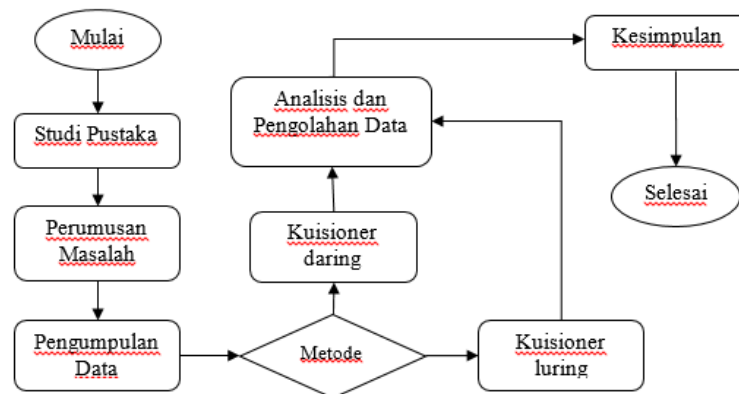 Mulai
Studi Pustaka
Perumusan
Masalah
Pengumpulan
Data
Metode
Kuisioner
daring
Kuisioner
luring
Analisis dan
Pengolahan Data
Kesimpulan
Selesai